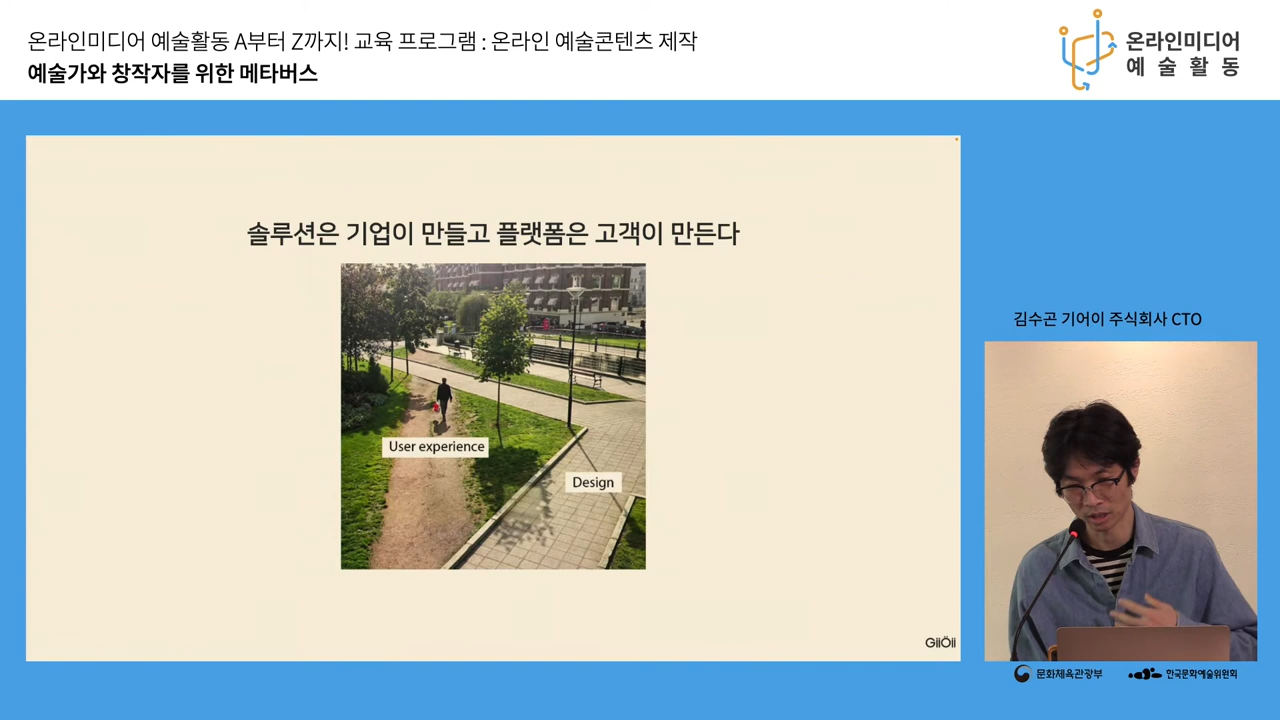 온라인미디어 예술활동 A부터 Z까지! 교육 프로그램 : 온라인 예술콘텐츠 제작
예술가와 창작자를 위한 메타버스
온라인미디어
예 술 활 동
솔루션은 기업이 만들고 플랫폼은 고객이 만든다
User experience
Design
GiiÖii
김수곤 기어이 주식회사 CTO
문화체육관광부
한국문화예술위원회